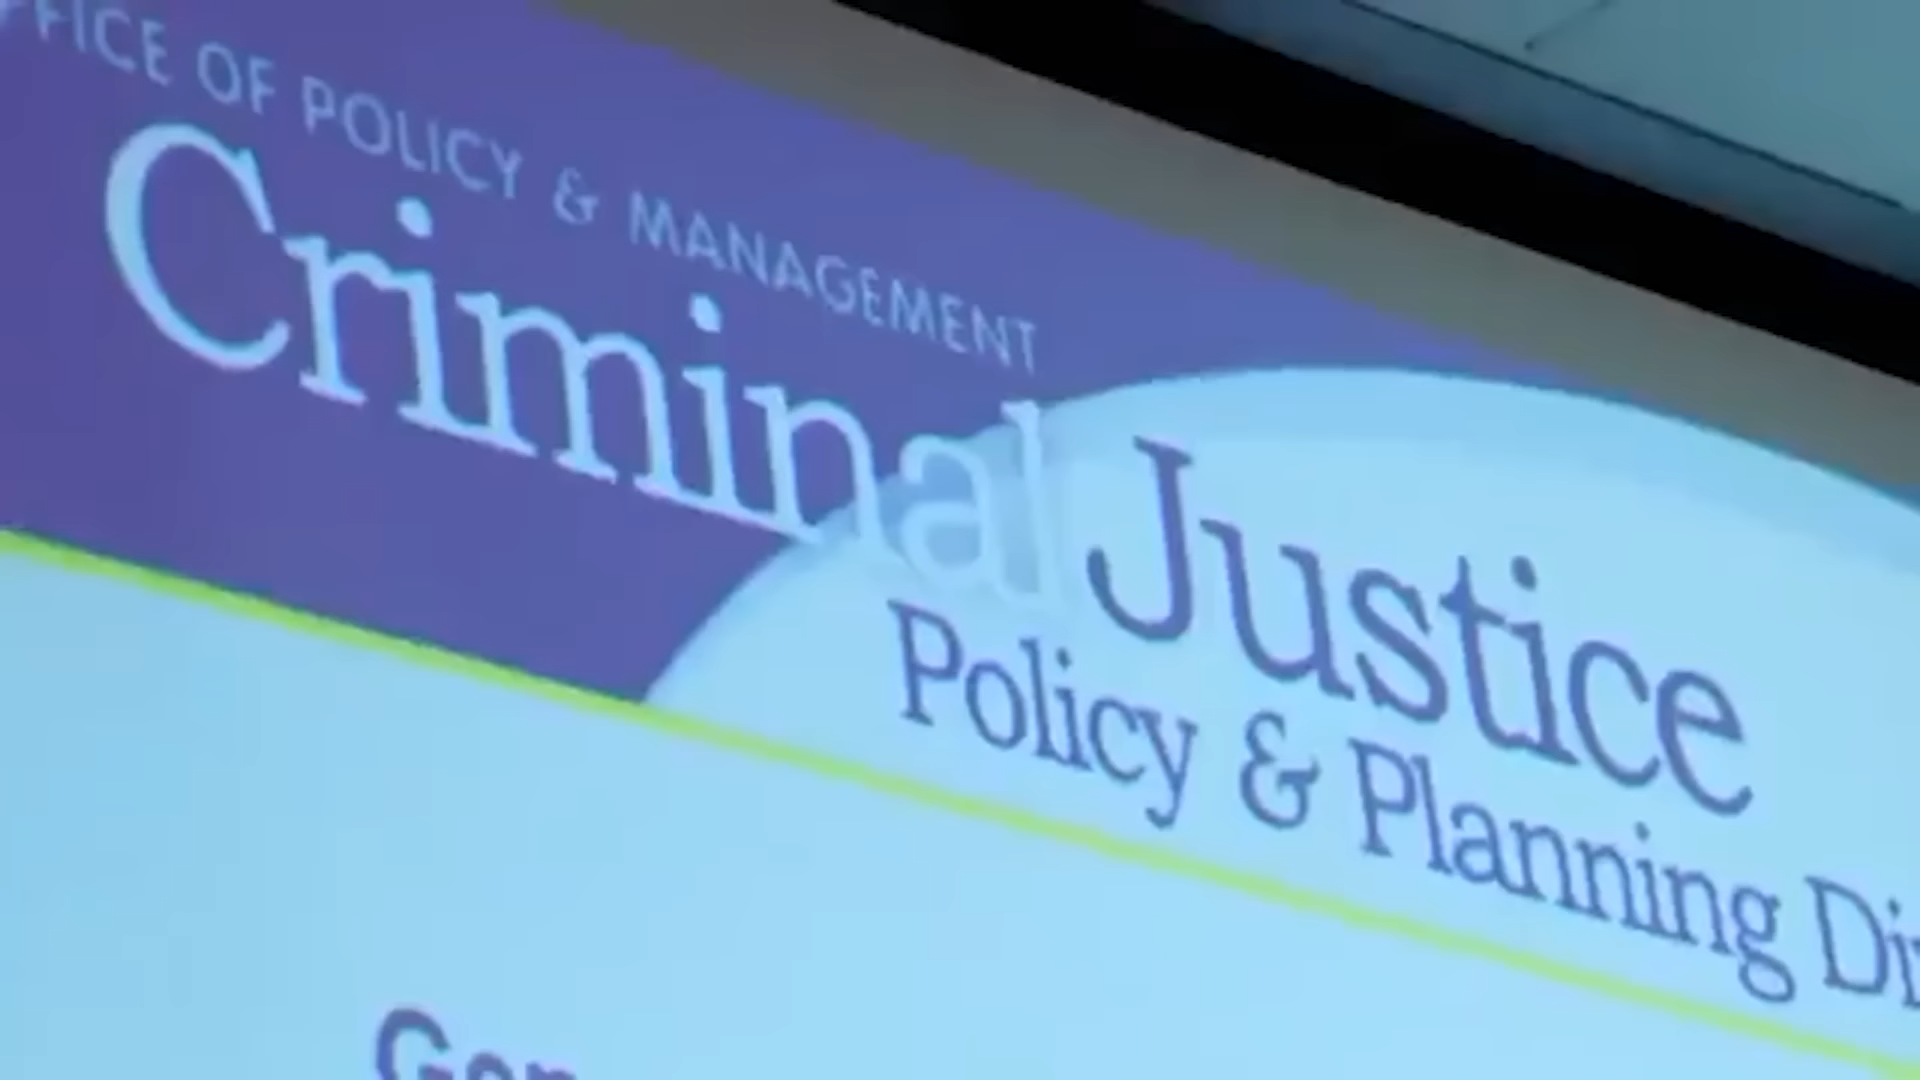 OFFICE OF POLICY & MANAGEMENT
Criminal Justice
Policy & Planning